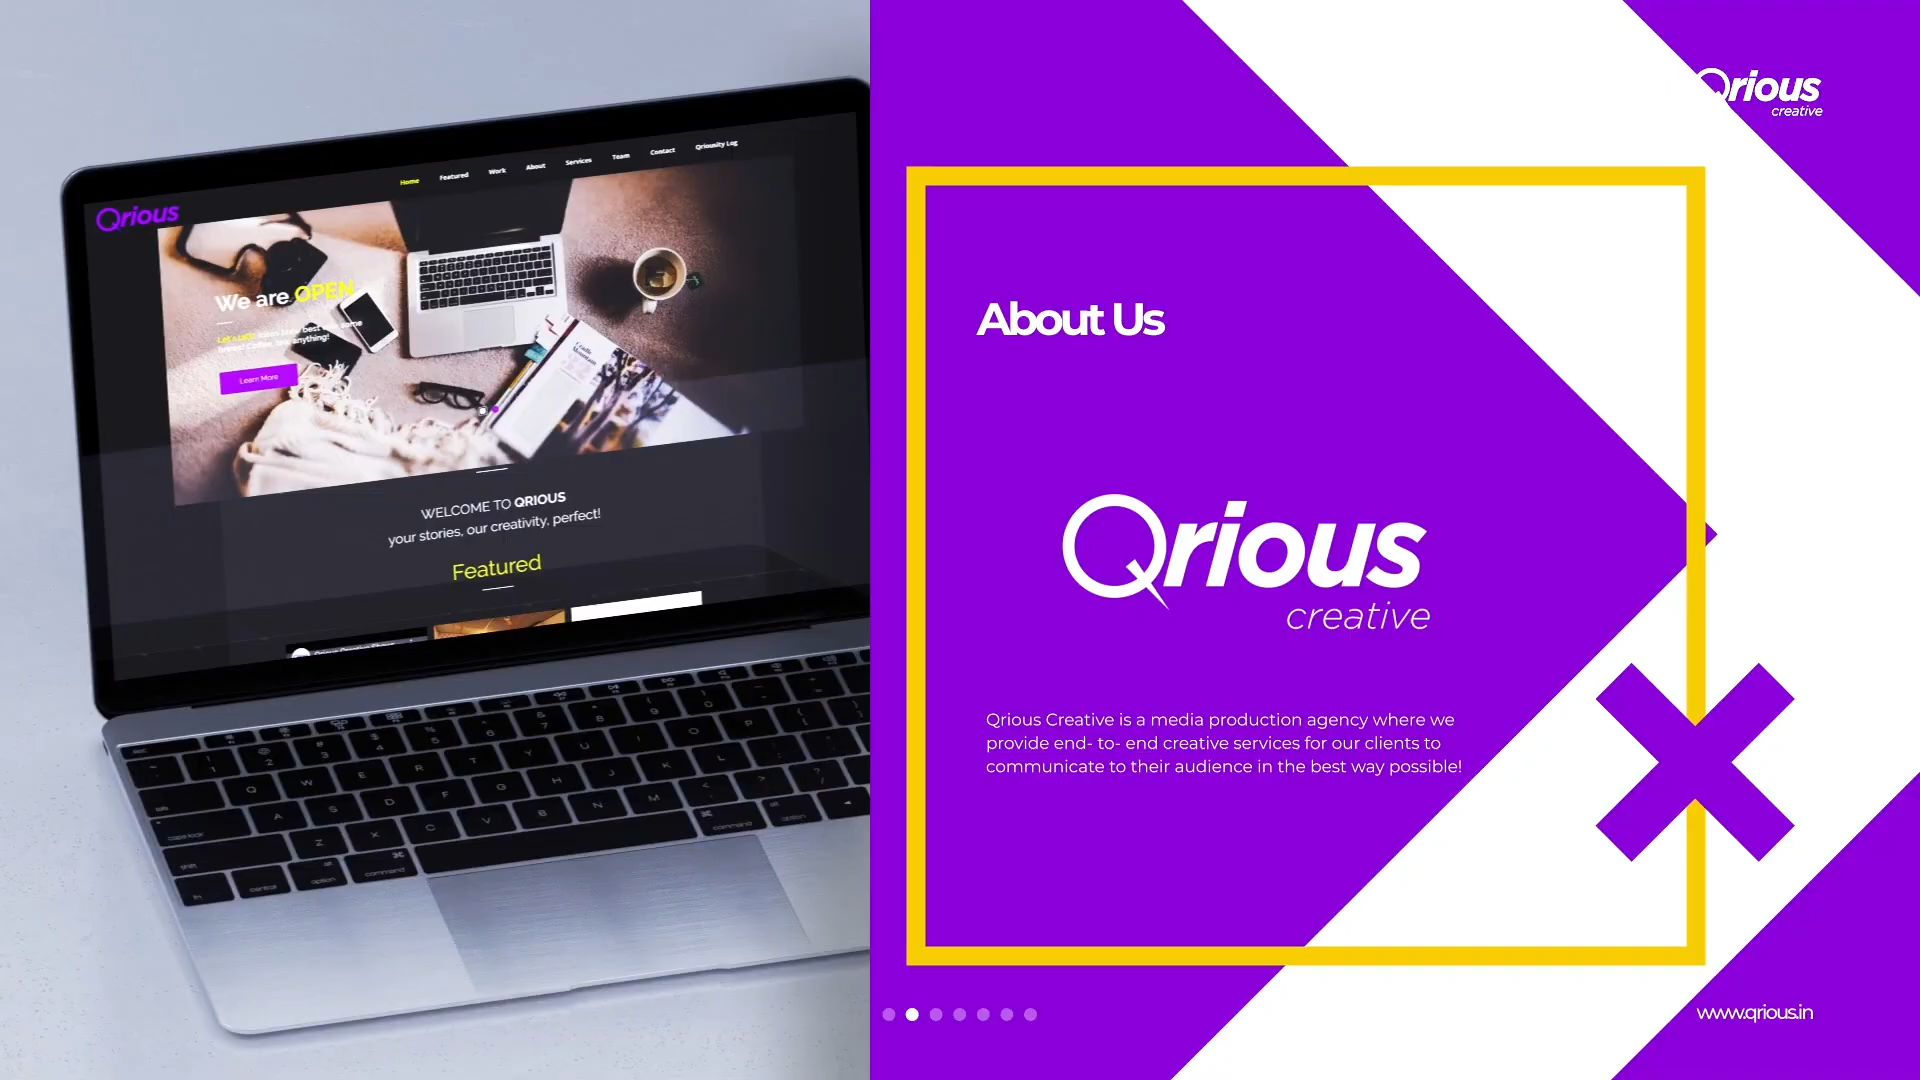 Home Featured Work About Services Team Contact Qriousity Log
Qrious
We are OPEN
Learn More
WELCOME TO QRIOUS
your stories, our creativity, perfect!
Featured
Qrious
creative
About Us
Qrious
creative
Qrious Creative is a media production agency where we
provide end- to- end creative services for our clients to
communicate to their audience in the best way possible!
www.qrious.in